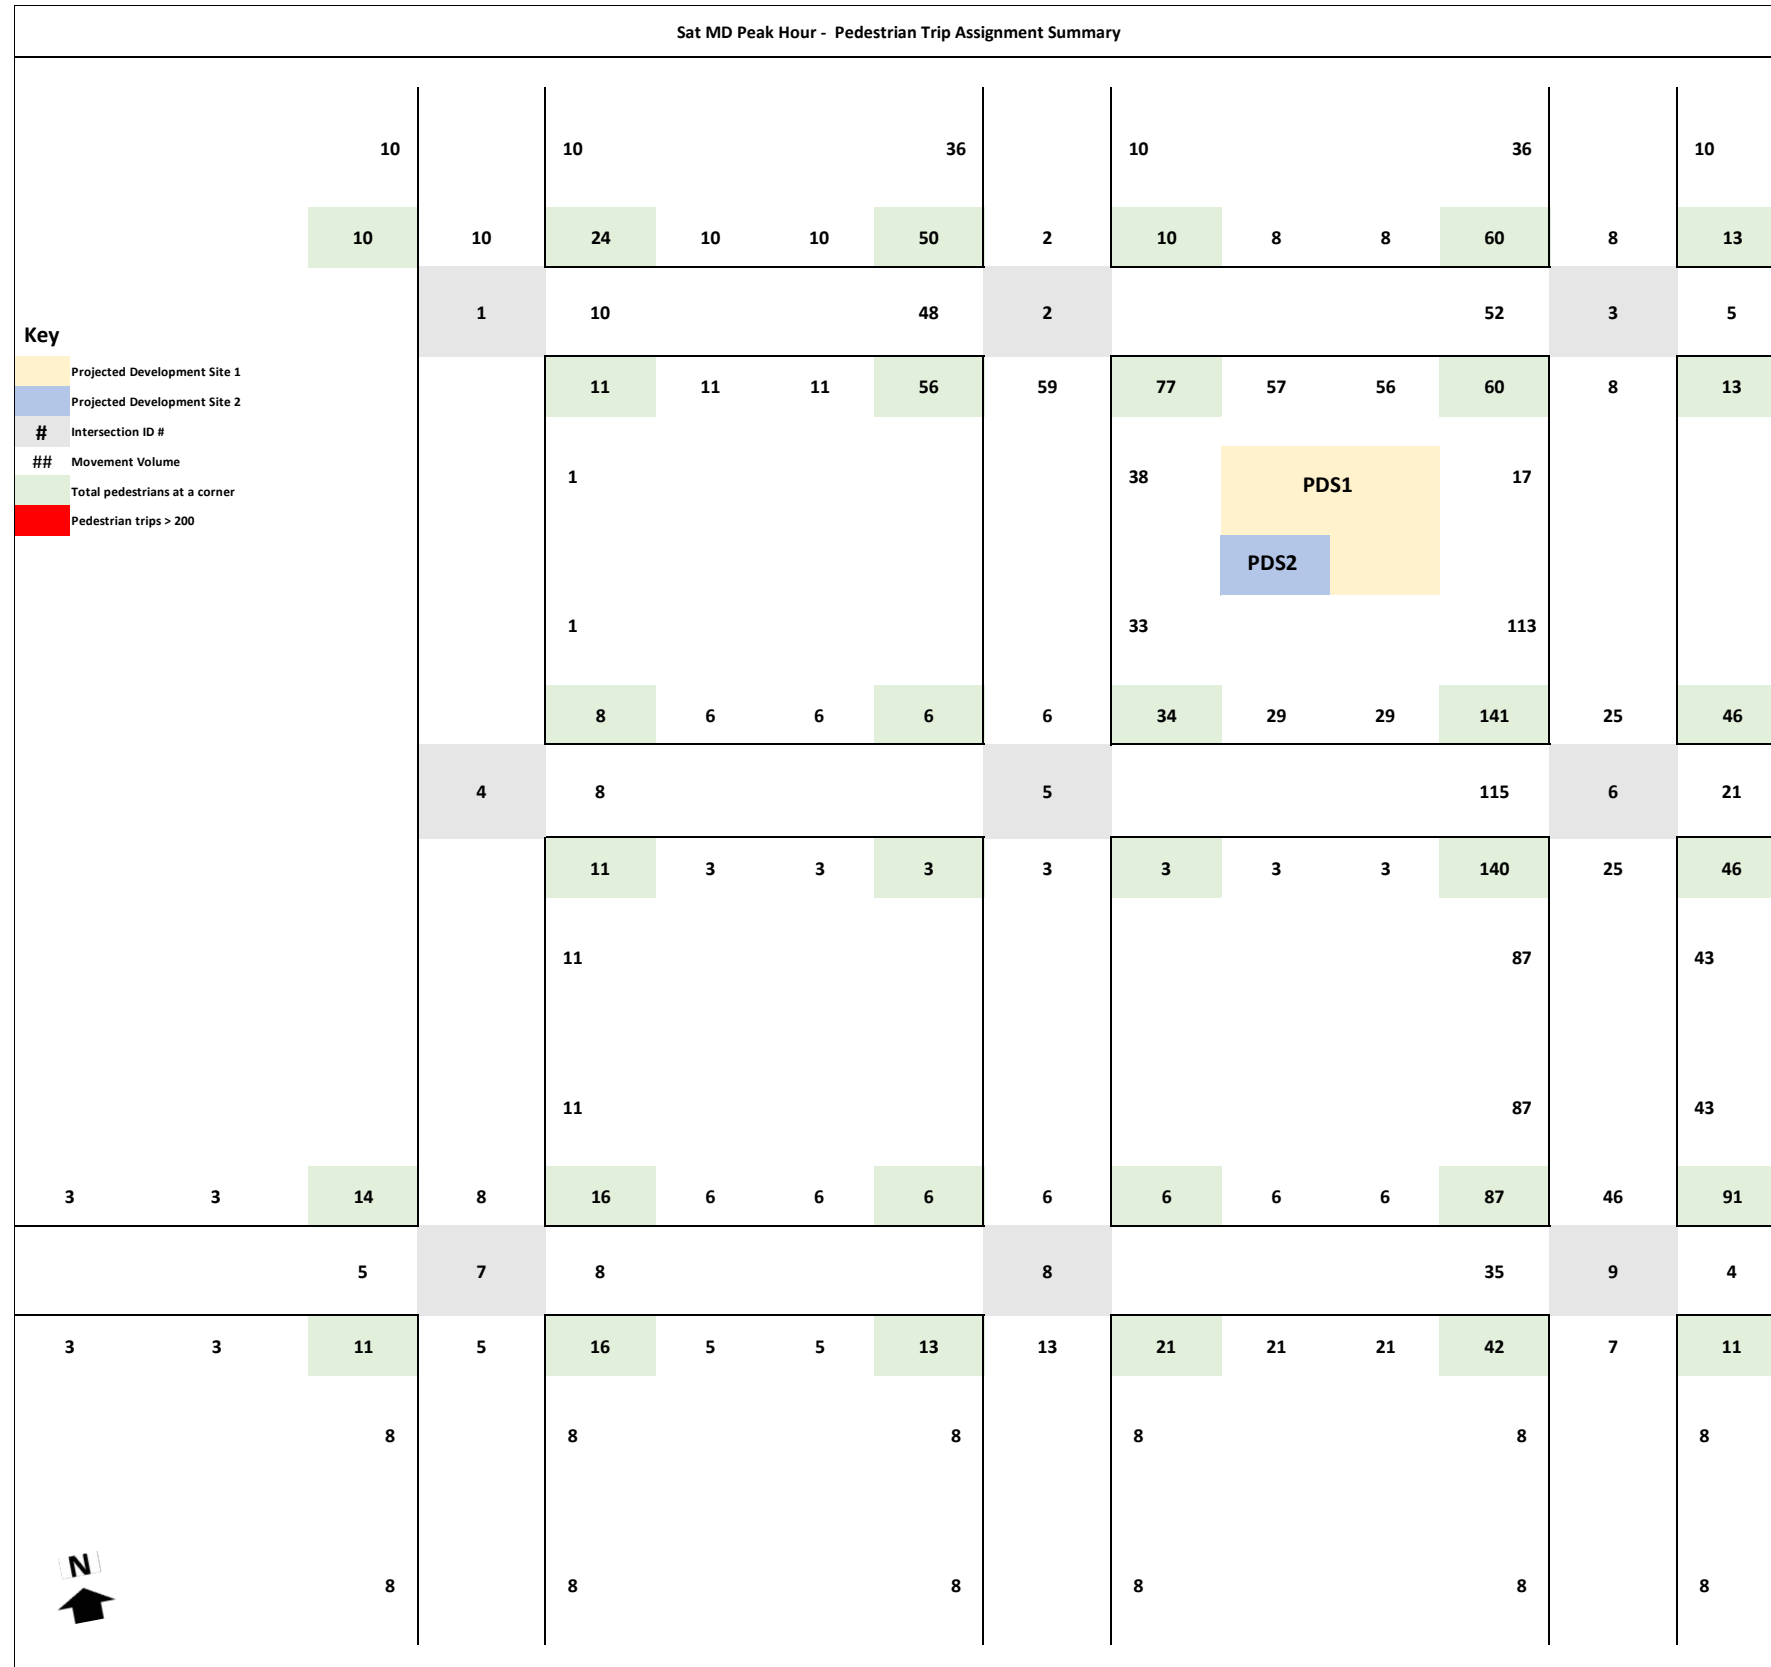 Sat MD Peak Hour - Pedestrian Trip Assignment Summary
10 10 36 10 36 10
10 10 24 10 10 50 2 10 8 8 60 8 13
1 10 48 2 52 3 5
Key
Projected Development Site 1
11 11 11 56 59 77 57 56 60 8 13
Projected Development Site 2
# Intersection ID #
## Movement Volume
1 38 PDS1 17
Total pedestrians at a corner
Pedestrian trips > 200
PDS2
1 33 113
8 6 6 6 6 34 29 29 141 25 46
4 8 5 115 6 21
11 3 3 3 3 3 3 3 140 25 46
11 87 43
11 87 43
3 3 14 8 16 6 6 6 6 6 6 6 87 46 91
5 7 8 8 35 9 4
3 3 11 5 16 5 5 13 13 21 21 21 42 7 11
8 8 8 8 8 8
N
8 8 8 8 8 8